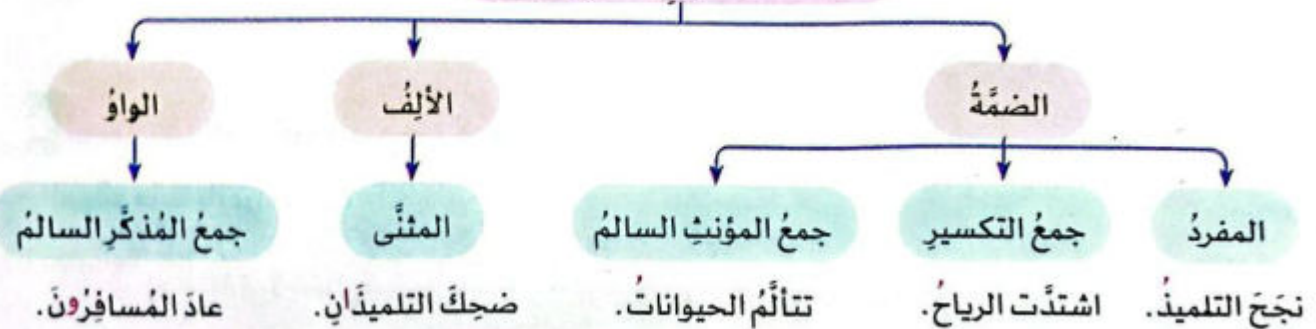 الضمَّةُ
الألِفُ
الواوُ
المفردُ
جمعُ التكسيرِ
جمعُ المؤنثِ السالمُ
المثنَّى
جمعُ المُذكَّرِ السالمُ
نجَحَ التلميذُ.
اشتدَّت الرياحُ.
تتألَّمُ الحيواناتُ.
ضحِكَ التلميذَانِ.
عادَ المُسافِرُونَ.